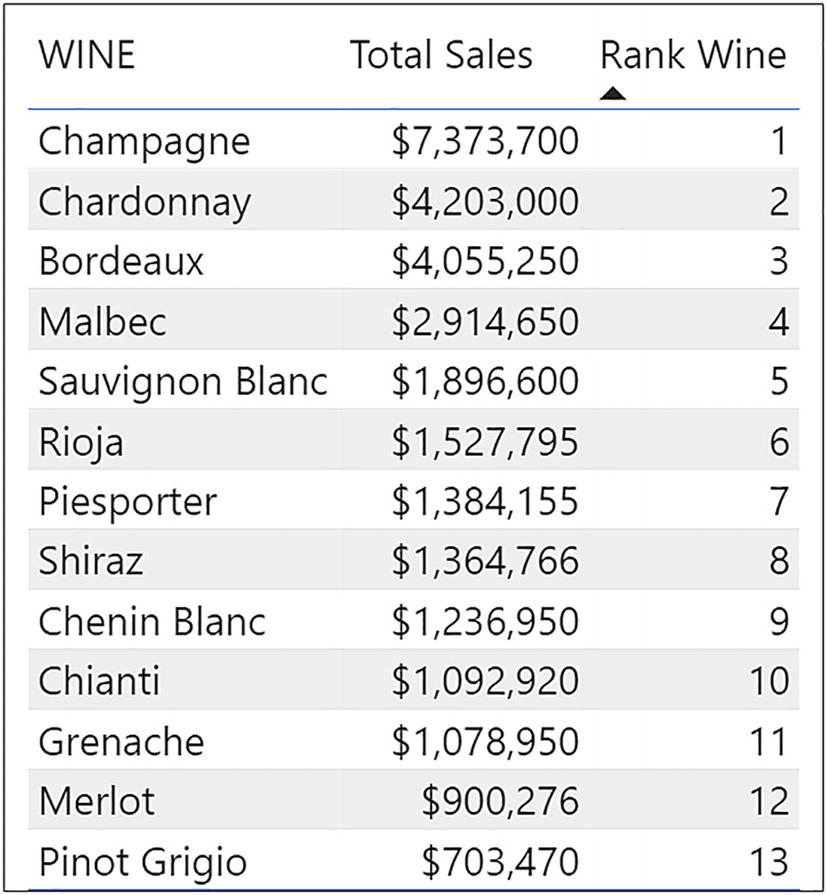 WINE Total Sales Rank Wine
Champagne $7,373,700 1
Chardonnay $4,203,000 2
Bordeaux $4,055,250 3
Malbec $2,914,650 4
Sauvignon Blanc $1,896,600 5
Rioja $1,527,795 6
Piesporter $1,384,155 7
Shiraz $1,364,766 8
Chenin Blanc $1,236,950 9
Chianti $1,092,920 10
Grenache $1,078,950 11
Merlot $900,276 12
Pinot Grigio $703,470 13